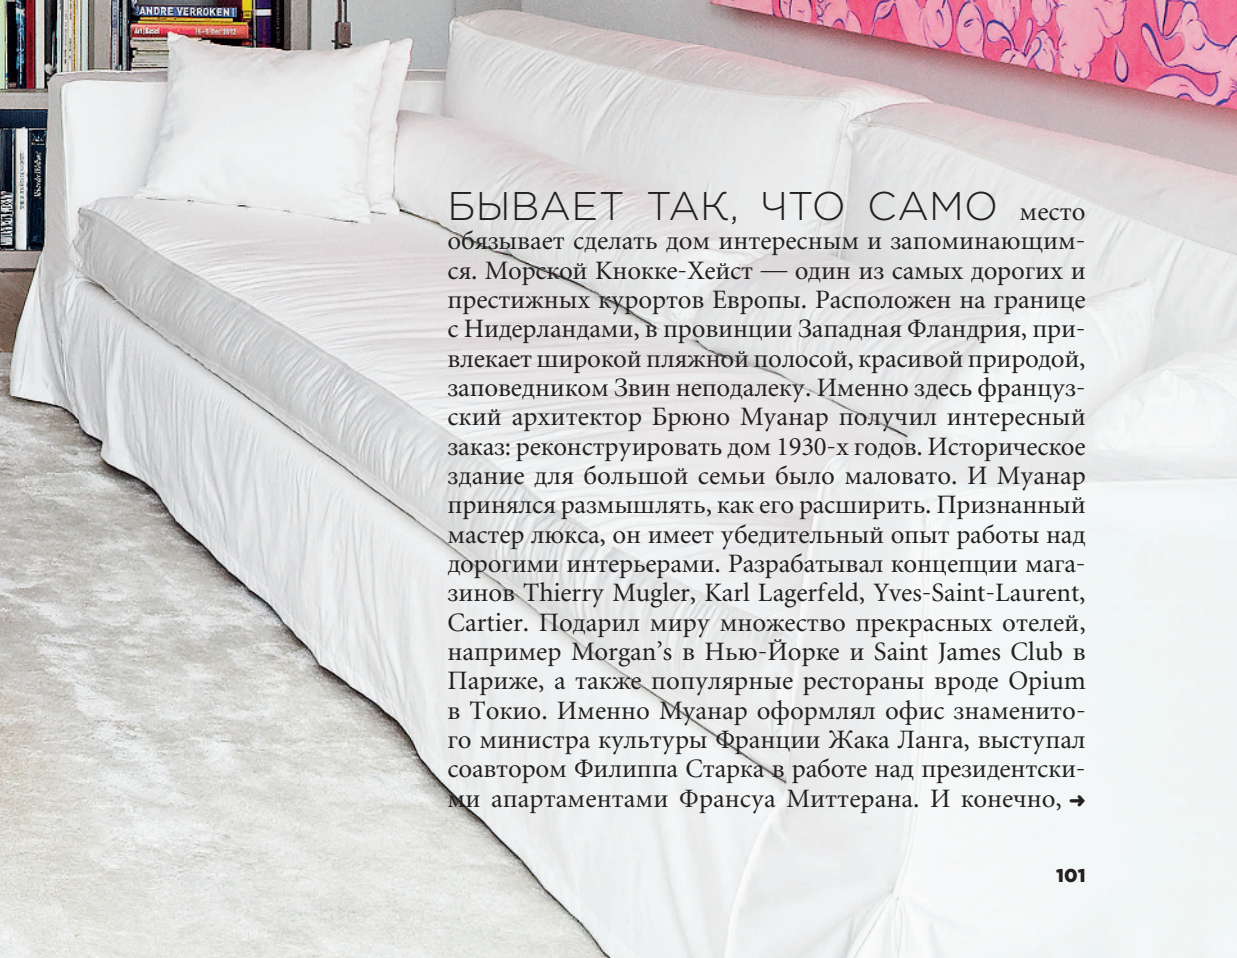 ANDRE VERROKEN
Art|Basel
БЫВАЕТ ТАК, ЧТО САМО место
обязывает сделать дом интересным и запоминающим-
ся. Морской Кнокке-Хейст — один из самых дорогих и
престижных курортов Европы. Расположен на границе
с Нидерландами, в провинции Западная Фландрия, при-
влекает широкой пляжной полосой, красивой природой,
заповедником Звин неподалеку. Именно здесь француз-
ский архитектор Брюно Муанар получил интересный
заказ: реконструировать дом 1930-х годов. Историческое
здание для большой семьи было маловато. И Муанар
принялся размышлять, как его расширить. Признанный
мастер люкса, он имеет убедительный опыт работы над
дорогими интерьерами. Разрабатывал концепции мага-
зинов Thierry Mugler, Karl Lagerfeld, Yves-Saint-Laurent,
Cartier. Подарил миру множество прекрасных отелей,
например Morgan’s в Нью-Йорке и Saint James Club в
Париже, а также популярные рестораны вроде Opium
в Токио. Именно Муанар оформлял офис знаменито-
го министра культуры Франции Жака Ланга, выступал
соавтором Филиппа Старка в работе над президентски-
ми апартаментами Франсуа Миттерана. И конечно, ➜
101